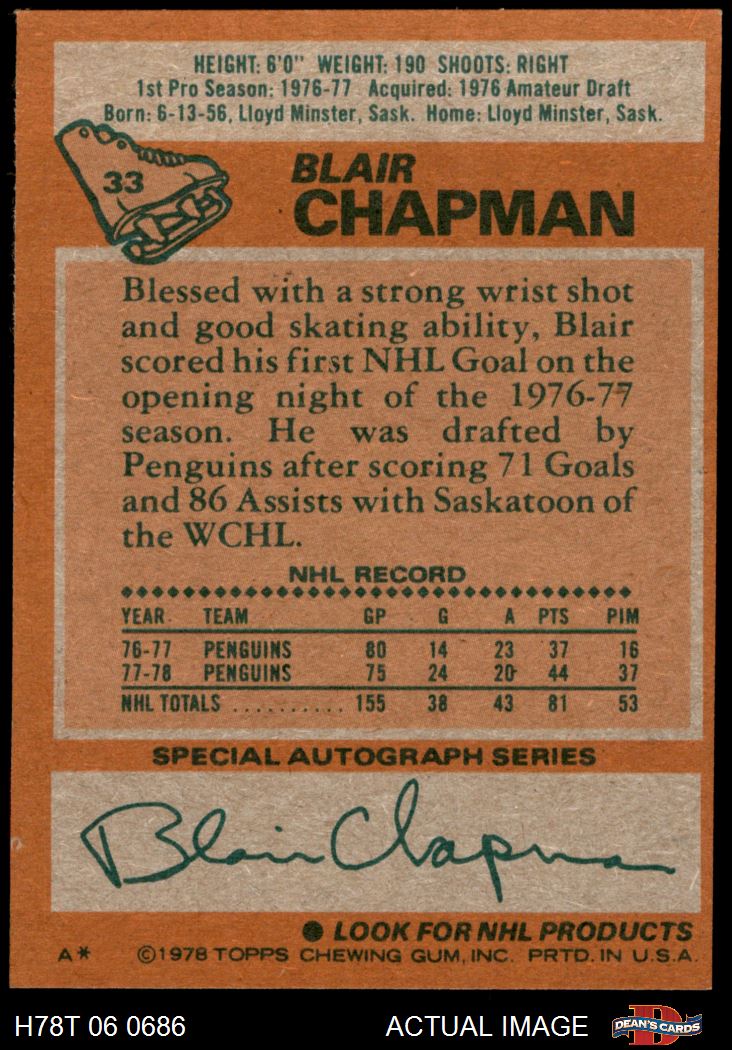 HEIGHT: 6'0" WEIGHT: 190 SHOOTS: RIGHT
1st Pro Season: 1976-77 Acquired: 1976 Amateur Draft
Born: 6-13-56, Lloyd Minster, Sask. Home: Lloyd Minster, Sask.
33
BLAIR
CHAPMAN
Blessed with a strong wrist shot
and good skating ability, Blair
scored his first NHL Goal on the
opening night of the 1976-77
season. He was drafted by
Penguins after scoring 71 Goals
and 86 Assists with Saskatoon of
the WCHL.
NHL RECORD
YEAR TEAM GP G A PTS PIM
76-77 PENGUINS 80 14 23 37 16
77-78 PENGUINS 75 24 20 44 37
NHL TOTALS .......... 155 38 43 81 53
SPECIAL AUTOGRAPH SERIES
Blair Chapman
● LOOK FOR NHL PRODUCTS
A* ©1978 TOPPS CHEWING GUM, INC. PRTD. IN U.S.A.
H78T 06 0686 ACTUAL IMAGE D DEAN'S CARDS